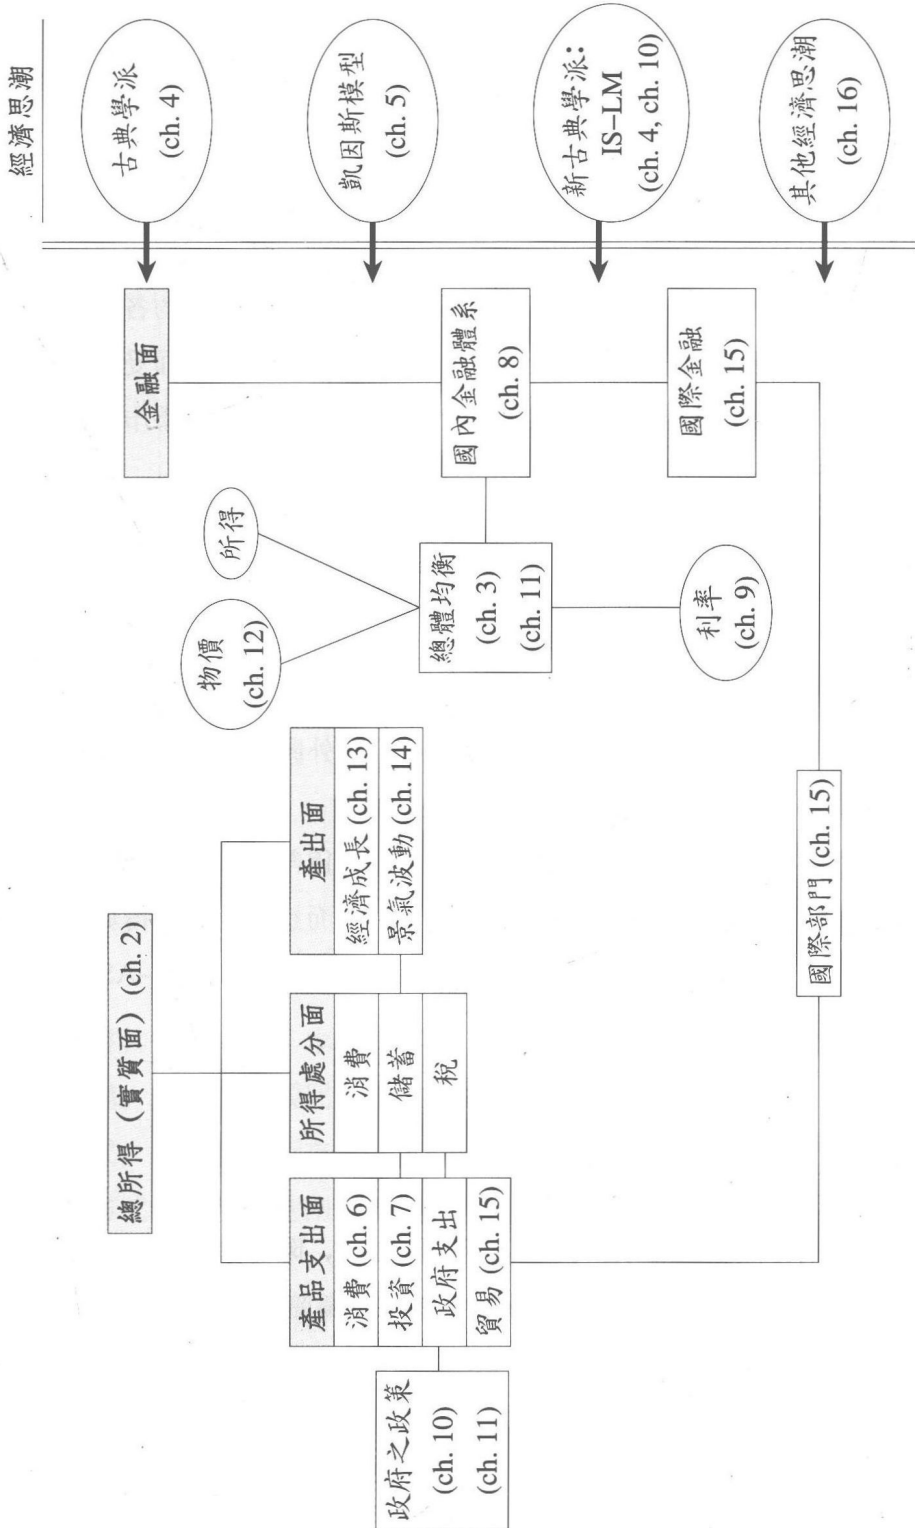 總所得（實質面）(ch. 2)
金融面
經濟思潮
產品支出面
消費 (ch. 6)
投資 (ch. 7)
政府支出
貿易 (ch. 15)
所得處分面
消費
儲蓄
稅
產出面
經濟成長 (ch. 13)
景氣波動 (ch. 14)
政府之政策
(ch. 10)
(ch. 11)
物價
(ch. 12)
所得
總體均衡
(ch. 3)
(ch. 11)
利率
(ch. 9)
國內金融體系
(ch. 8)
國際金融
(ch. 15)
國際部門 (ch. 15)
古典學派
(ch. 4)
凱因斯模型
(ch. 5)
新古典學派：
IS–LM
(ch. 4, ch. 10)
其他經濟思潮
(ch. 16)